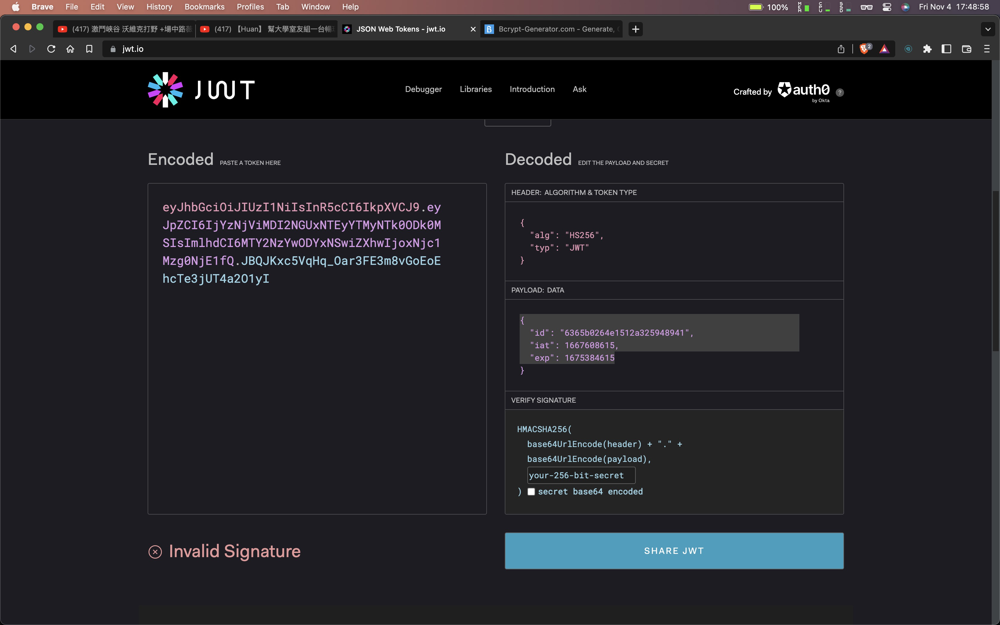 Brave File Edit View History Bookmarks Profiles Tab Window Help 100% MEM CPU SSD Fri Nov 4 17:48:58
(417) 激鬥峽谷 沃維克打野 +場中路薇 (417) 【Huan】 幫大學室友組一台暢 JSON Web Tokens - jwt.io B Bcrypt-Generator.com - Generate,
jwt.io 2
JWT Debugger Libraries Introduction Ask Crafted by auth0 ?
by Okta
Encoded PASTE A TOKEN HERE
eyJhbGciOiJIUzI1NiIsInR5cCI6IkpXVCJ9.ey
JpZCI6IjYzNjViMDI2NGUxNTEyYTMyNTk0ODk0M
SIsImlhdCI6MTY2NzYwODYxNSwiZXhwIjoxNjc1
Mzg0NjE1fQ.JBQJKxc5VqHq_Oar3FE3m8vGoEoE
hcTe3jUT4a2O1yI
Decoded EDIT THE PAYLOAD AND SECRET
HEADER: ALGORITHM & TOKEN TYPE
{
"alg": "HS256",
"typ": "JWT"
}
PAYLOAD: DATA
{
"id": "6365b0264e1512a325948941",
"iat": 1667608615,
"exp": 1675384615
}
VERIFY SIGNATURE
HMACSHA256(
base64UrlEncode(header) + "." +
base64UrlEncode(payload),
your-256-bit-secret
) secret base64 encoded
Invalid Signature
SHARE JWT